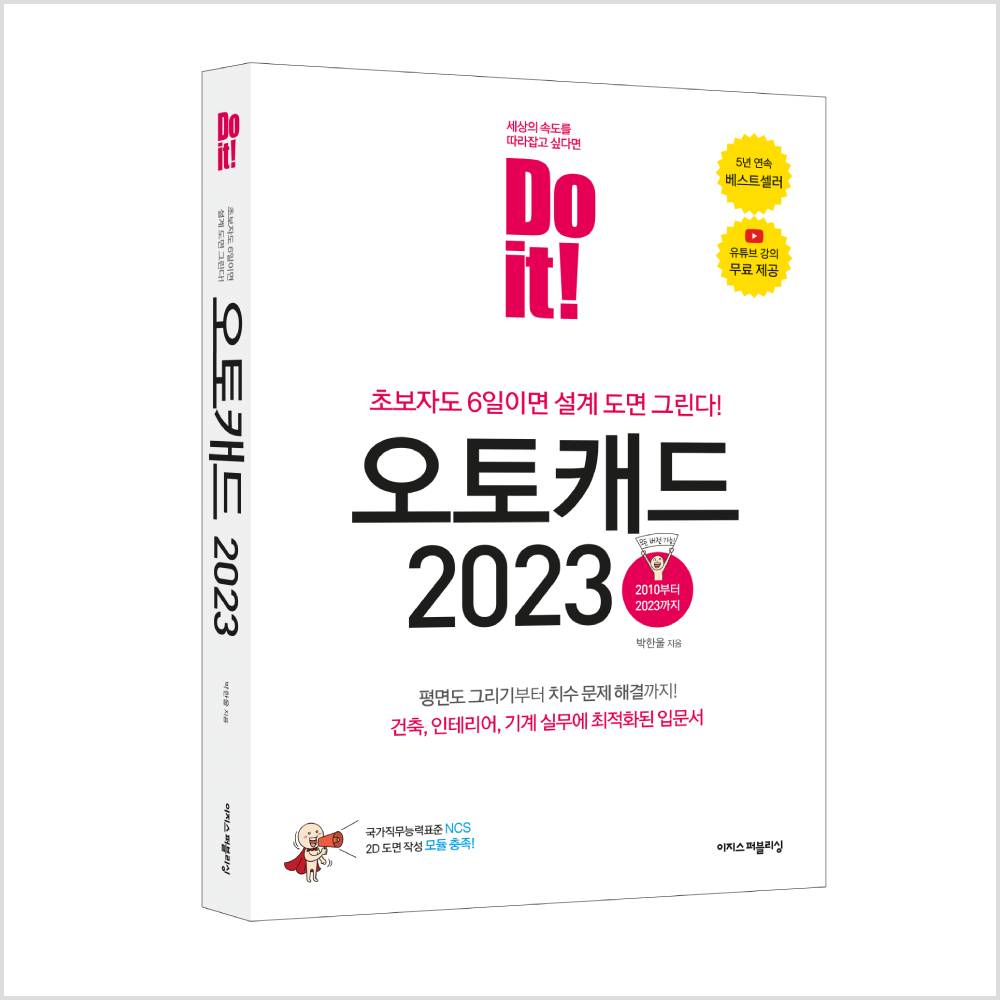 Do
it!
초보자도 6일이면
설계 도면 그린다!
오토캐드 2023
박한울 지음
이지스퍼블리싱
세상의 속도를
따라잡고 싶다면
Do
it!
5년 연속
베스트셀러
유튜브 강의
무료 제공
초보자도 6일이면 설계 도면 그린다!
오토캐드
2023
모든 버전 가능!
2010부터
2023까지
박한울 지음
평면도 그리기부터 치수 문제 해결까지!
건축, 인테리어, 기계 실무에 최적화된 입문서
국가직무능력표준 NCS
2D 도면 작성 모듈 충족!
이지스퍼블리싱